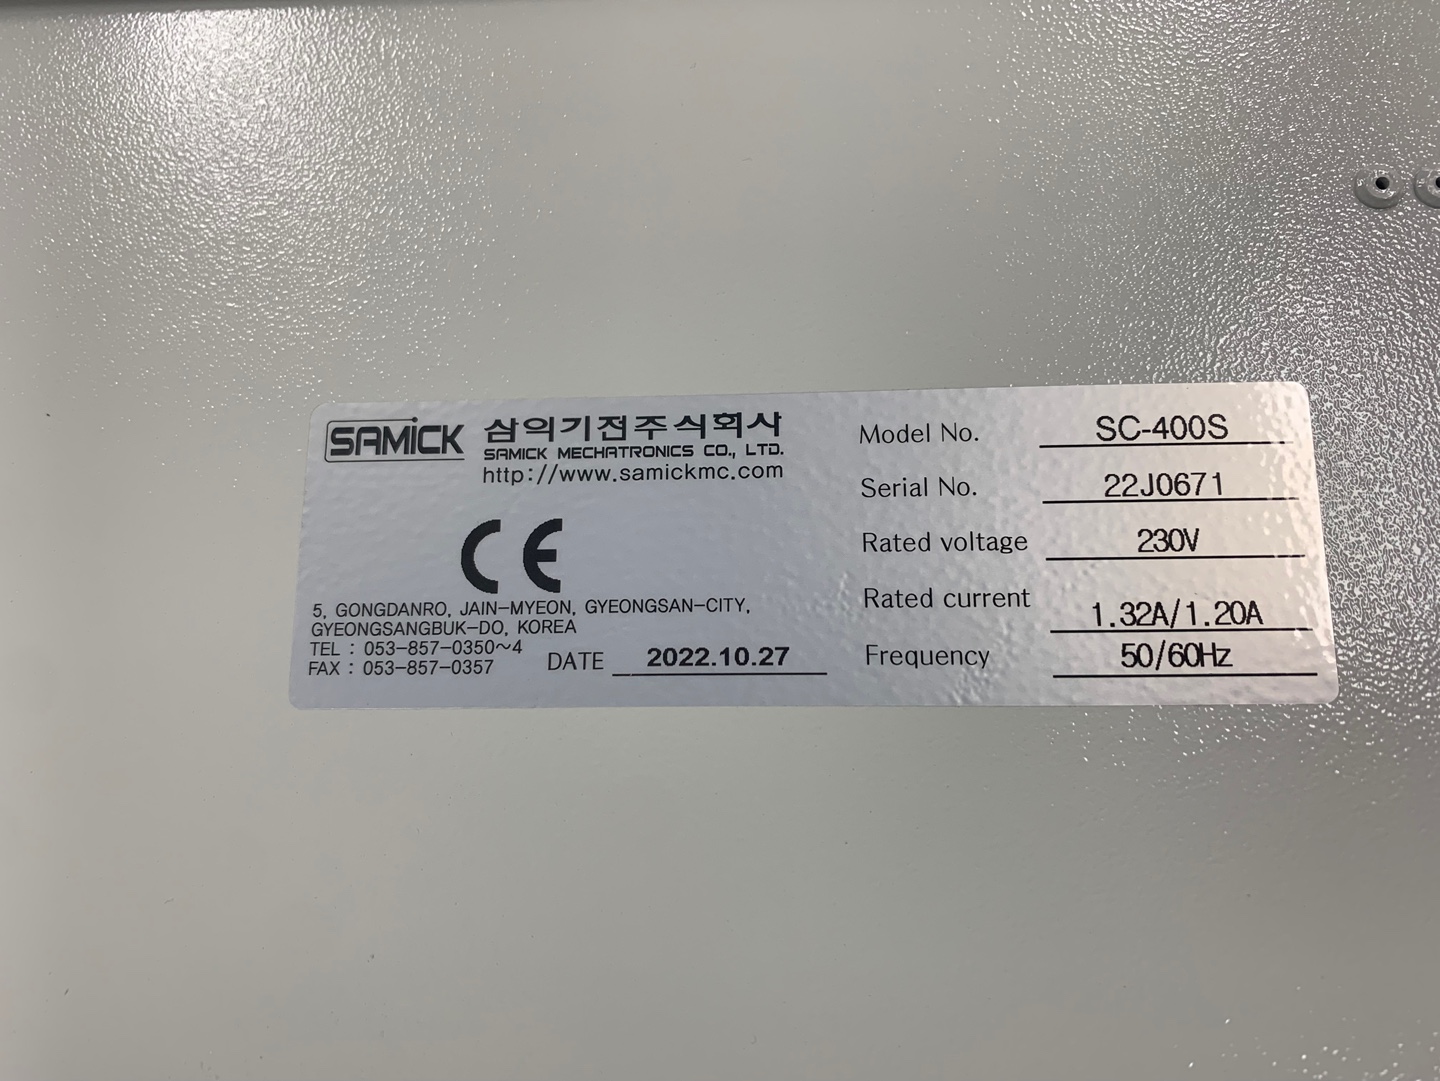 SAMICK
삼익기전주식회사
SAMICK MECHATRONICS CO., LTD.
http://www.samickmc.com
CE
5, GONGDANRO, JAIN-MYEON, GYEONGSAN-CITY,
GYEONGSANGBUK-DO, KOREA
TEL : 053-857-0350~4
FAX : 053-857-0357
DATE 2022.10.27
Model No. SC-400S
Serial No. 22J0671
Rated voltage 230V
Rated current 1.32A/1.20A
Frequency 50/60Hz